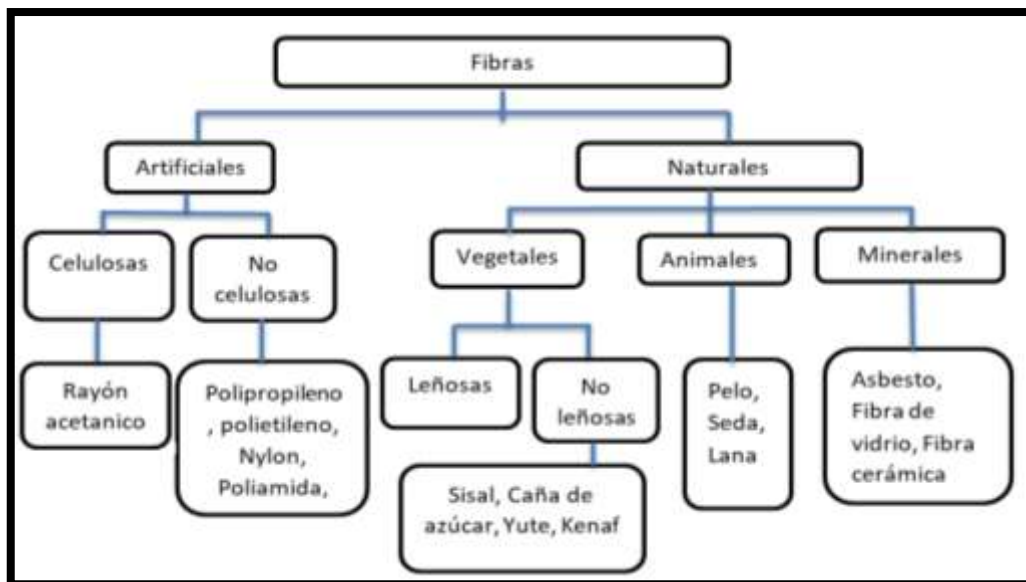 Fibras
Artificiales
Naturales
Celulosas
No
celulosas
Vegetales
Animales
Minerales
Rayón
acetanico
Polipropileno
, polietileno,
Nylon,
Poliamida,
Leñosas
No
leñosas
Pelo,
Seda,
Lana
Asbesto,
Fibra de
vidrio, Fibra
cerámica
Sisal, Caña de
azúcar, Yute, Kenaf